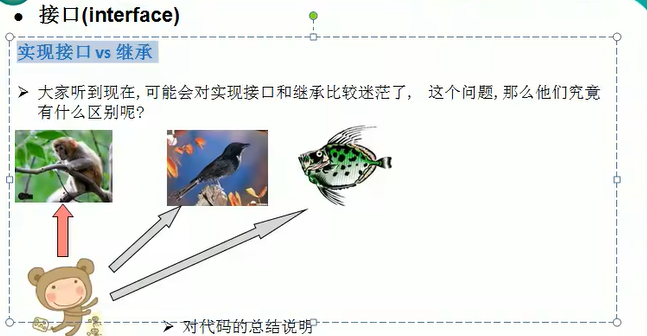 ● 接口(interface)
实现接口 vs 继承
➢ 大家听到现在,可能会对实现接口和继承比较迷茫了, 这个问题,那么他们究竟
有什么区别呢?
➢ 对代码的总结说明